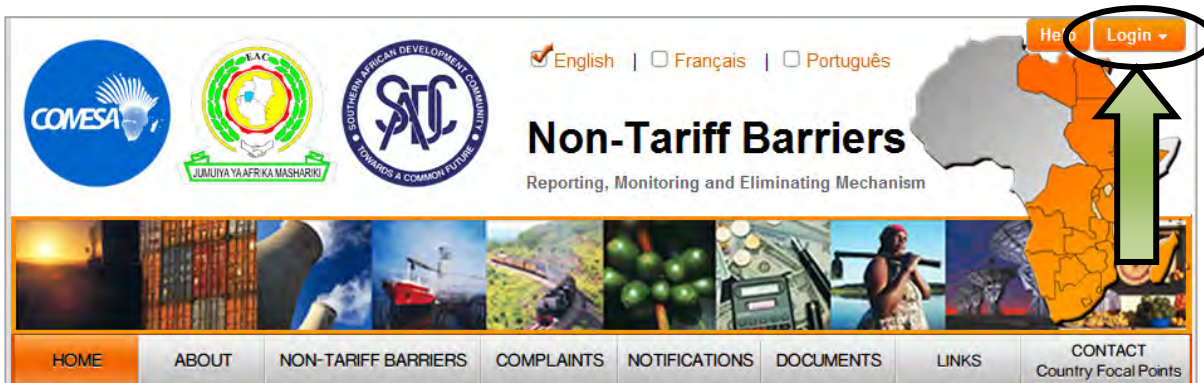 COMESA
EAC
JUMUIYA YA AFRIKA MASHARIKI
SOUTHERN AFRICAN DEVELOPMENT COMMUNITY
SADC
TOWARDS A COMMON FUTURE
English | Français | Português
Help
Login
Non-Tariff Barriers
Reporting, Monitoring and Eliminating Mechanism
HOME
ABOUT
NON-TARIFF BARRIERS
COMPLAINTS
NOTIFICATIONS
DOCUMENTS
LINKS
CONTACT
Country Focal Points